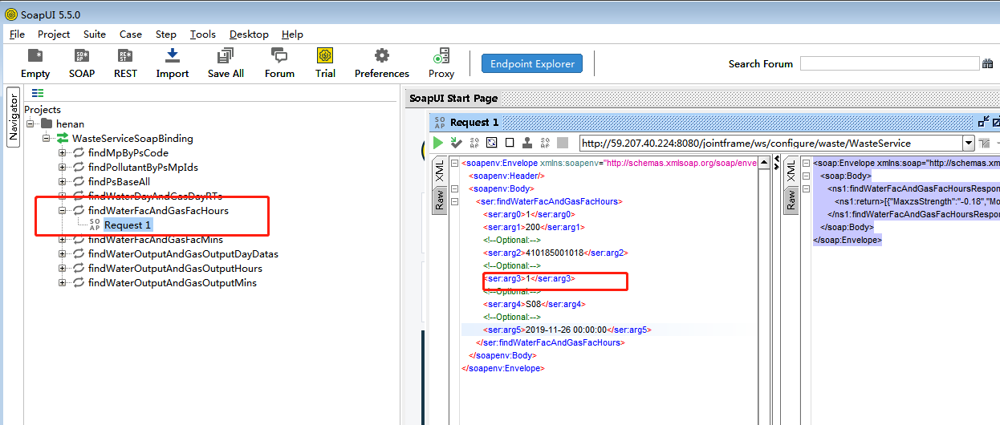 SoapUI 5.5.0
File Project Suite Case Step Tools Desktop Help
Empty SOAP REST Import Save All Forum Trial Preferences Proxy Endpoint Explorer Search Forum
Navigator
Projects
henan
WasteServiceSoapBinding
findMpByPsCode
findPollutantByPsMpIds
findPsBaseAll
findWaterDayAndGasDayRTs
findWaterFacAndGasFacHours
SOAP Request 1
findWaterFacAndGasFacMins
findWaterOutputAndGasOutputDayDatas
findWaterOutputAndGasOutputHours
findWaterOutputAndGasOutputMins
SoapUI Start Page
SOAP Request 1
http://59.207.40.224:8080/jointframe/ws/configure/waste/WasteService
XML
Raw
<soapenv:Envelope xmlns:soapenv="http://schemas.xmlsoap.org/soap/enve
<soapenv:Header/>
<soapenv:Body>
<ser:findWaterFacAndGasFacHours>
<ser:arg0>1</ser:arg0>
<ser:arg1>200</ser:arg1>
<!--Optional:-->
<ser:arg2>410185001018</ser:arg2>
<!--Optional:-->
<ser:arg3>1</ser:arg3>
<!--Optional:-->
<ser:arg4>S08</ser:arg4>
<!--Optional:-->
<ser:arg5>2019-11-26 00:00:00</ser:arg5>
</ser:findWaterFacAndGasFacHours>
</soapenv:Body>
</soapenv:Envelope>
XML
Raw
<soap:Envelope xmlns:soap="http://schemas.xm
<soap:Body>
<ns1:findWaterFacAndGasFacHoursRespon
<ns1:return>[{"MaxzsStrength":"-0.18","Mo
</ns1:findWaterFacAndGasFacHoursRespor
</soap:Body>
</soap:Envelope>